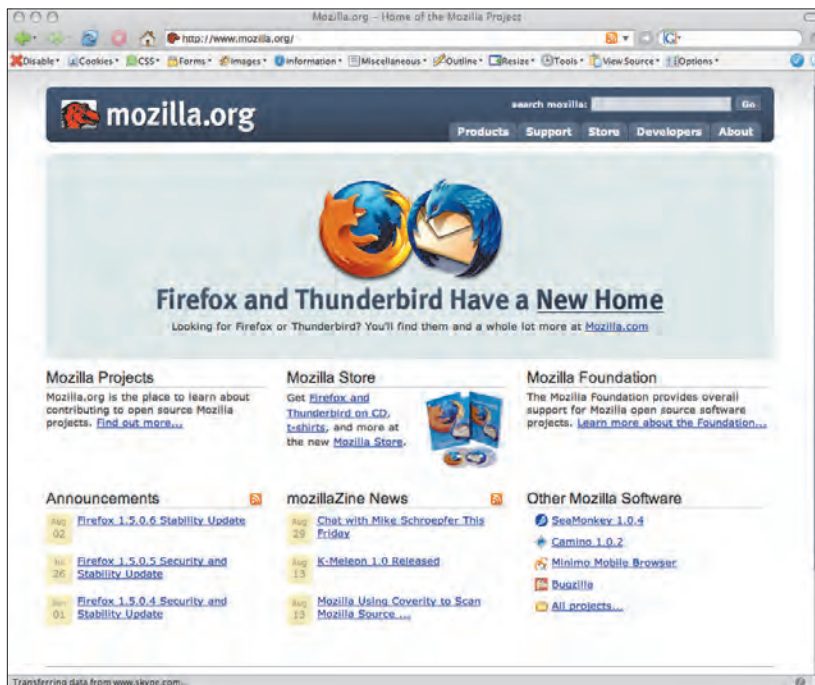 Mozilla.org – Home of the Mozilla Project
http://www.mozilla.org/
Disable Cookies CSS Forms Images Information Miscellaneous Outline Resize Tools View Source Options
mozilla.org
search mozilla: Go
Products Support Store Developers About
Firefox and Thunderbird Have a New Home
Looking for Firefox or Thunderbird? You'll find them and a whole lot more at Mozilla.com
Mozilla Projects
Mozilla.org is the place to learn about
contributing to open source Mozilla
projects. Find out more...
Mozilla Store
Get Firefox and
Thunderbird on CD,
t-shirts, and more at
the new Mozilla Store.
Mozilla Foundation
The Mozilla Foundation provides overall
support for Mozilla open source software
projects. Learn more about the Foundation...
Announcements
Aug
02
Firefox 1.5.0.6 Stability Update
Jul
26
Firefox 1.5.0.5 Security and
Stability Update
Jun
01
Firefox 1.5.0.4 Security and
Stability Update
mozillaZine News
Aug
29
Chat with Mike Schroepfer This
Friday
Aug
13
K-Meleon 1.0 Released
Aug
13
Mozilla Using Coverity to Scan
Mozilla Source ...
Other Mozilla Software
SeaMonkey 1.0.4
Camino 1.0.2
Minimo Mobile Browser
Bugzilla
All projects...
Transferring data from www.skype.com...